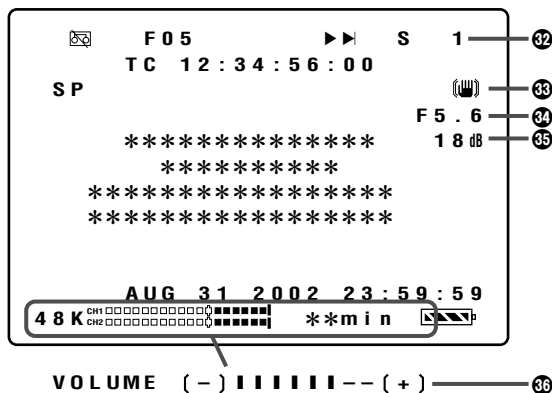 F05 ▶▶| S 1 32
TC 12:34:56:00
SP 33
F5.6 34
************** 18dB 35
**********
*****************
*****************
AUG 31 2002 23:59:59
48K CH1 CH2 **min
VOLUME (-) ▮▮▮▮▮▮-- (+) 36